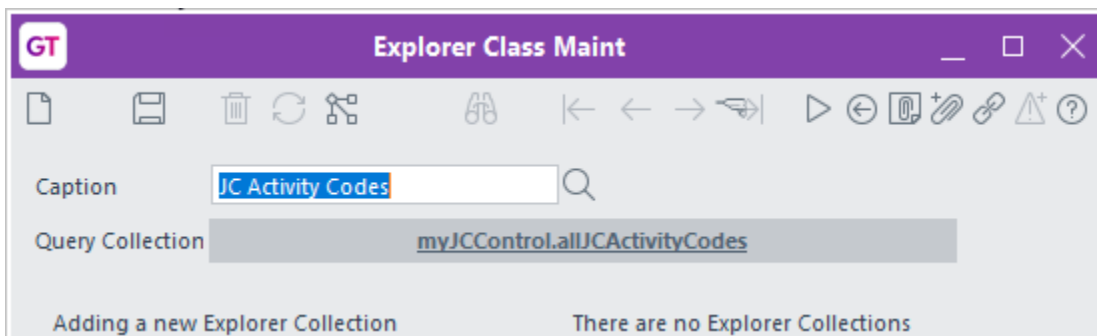 GT Explorer Class Maint
Caption JC Activity Codes
Query Collection myJCControl.allJCActivityCodes
Adding a new Explorer Collection There are no Explorer Collections